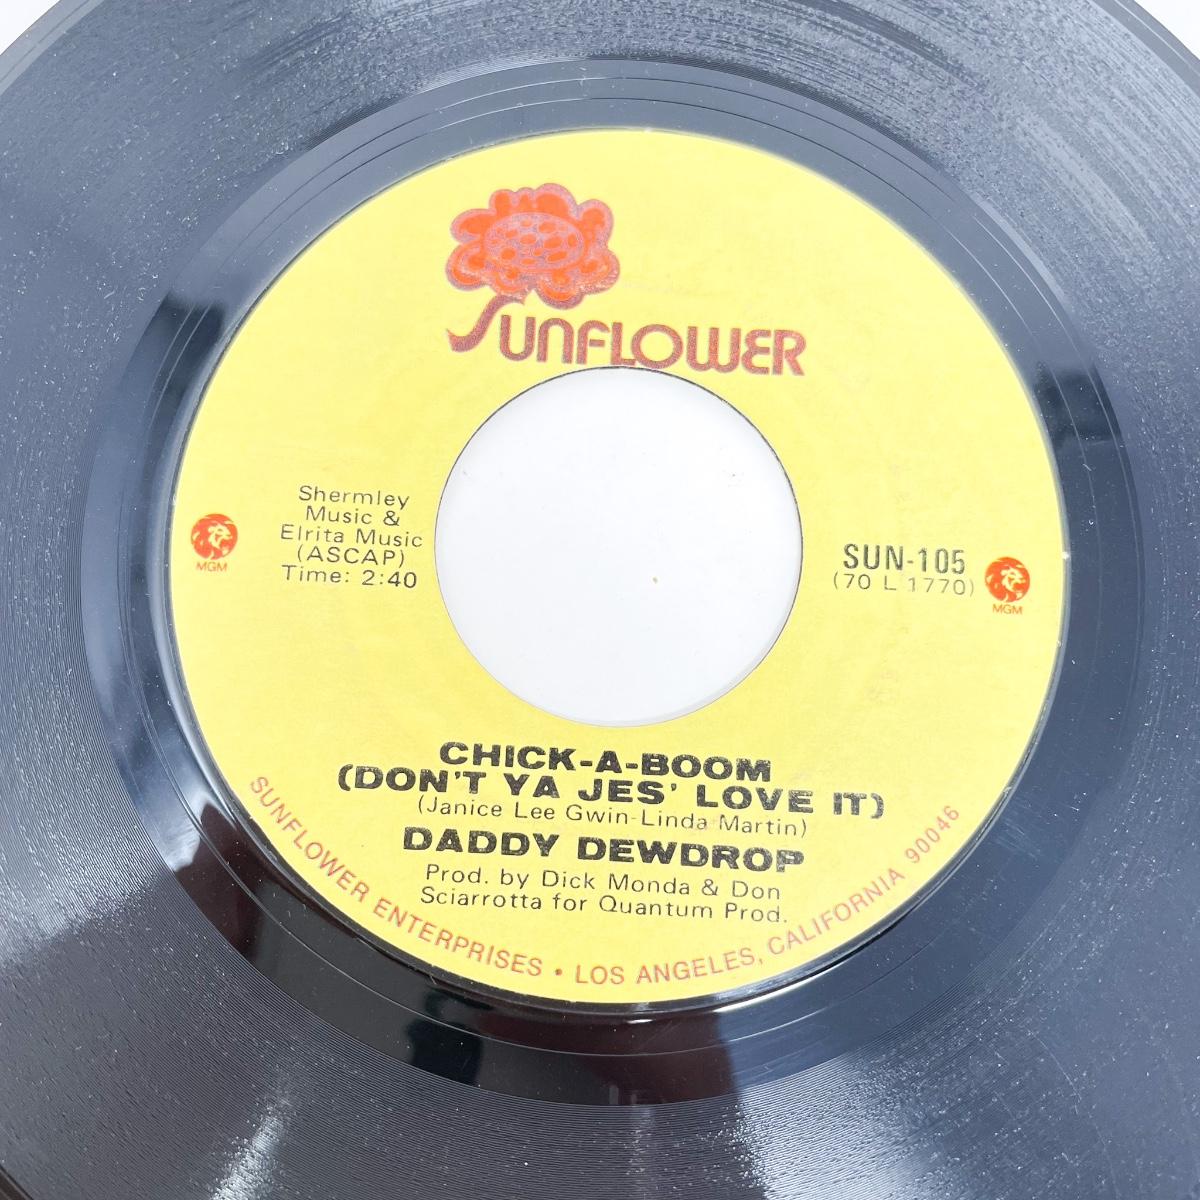 SUNFLOWER
Shermley
Music &
Elrita Music
(ASCAP)
Time: 2:40
MGM
SUN-105
(70 L 1770)
MGM
CHICK-A-BOOM
(DON'T YA JES' LOVE IT)
(Janice Lee Gwin-Linda Martin)
DADDY DEWDROP
Prod. by Dick Monda & Don
Sciarrotta for Quantum Prod.
SUNFLOWER ENTERPRISES • LOS ANGELES, CALIFORNIA 90046